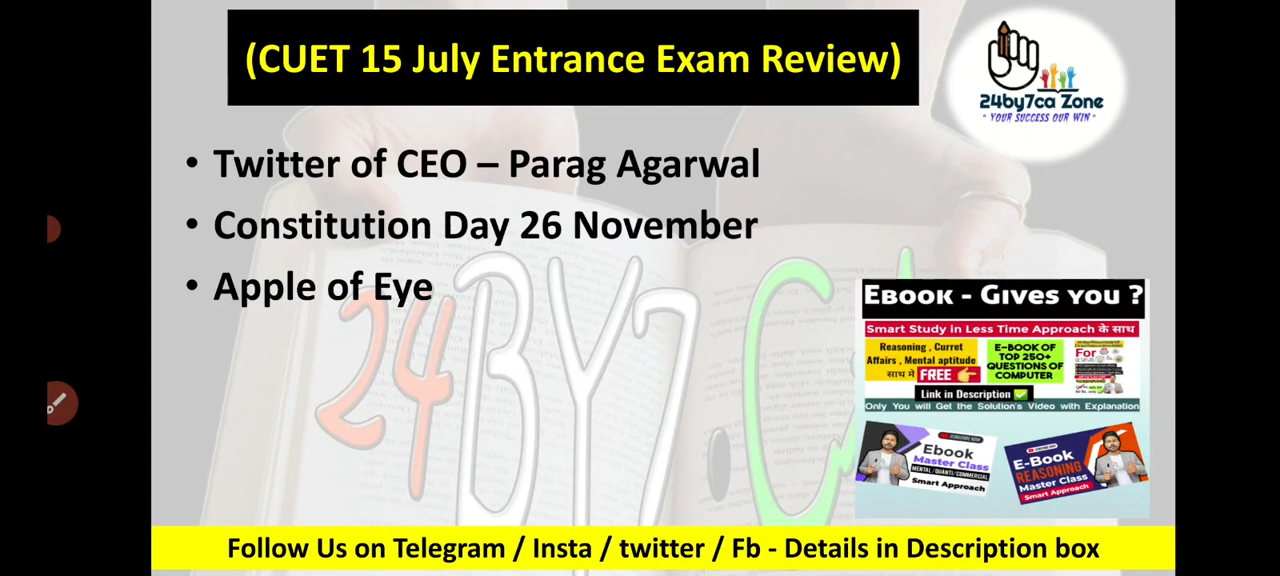 (CUET 15 July Entrance Exam Review)
24by7ca Zone
" YOUR SUCCESS OUR WIN "
• Twitter of CEO – Parag Agarwal
• Constitution Day 26 November
• Apple of Eye
24BY7.C
EBOOK - GIVES YOU ?
Smart Study in Less Time Approach के साथ
Reasoning , Curret
Affairs , Mental aptitude
साथ मे FREE
E-BOOK OF
TOP 250+
QUESTIONS OF
COMPUTER
For
Link in Description
Only You will Get the Solution's Video with Explanation
Ebook
Master Class
MENTAL/QUANTI/COMMERCIAL
Smart Approach
E-Book
REASONING
Master Class
Smart Approach
Follow Us on Telegram / Insta / twitter / Fb - Details in Description box